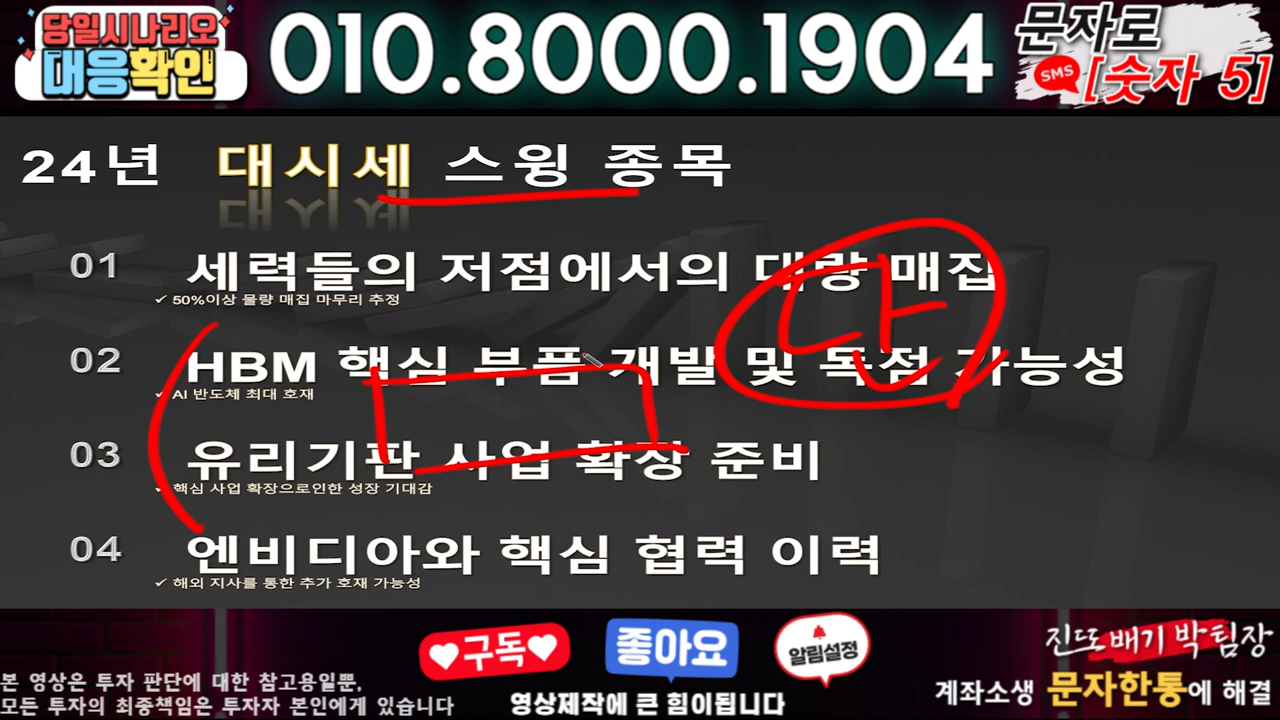 당일시나리오
대응확인
010.8000.1904
문자로
SMS
[숫자 5]
24년 대시세 스윙 종목
01 세력들의 저점에서의 대량 매집
✓ 50%이상 물량 매집 마무리 추정
02 HBM 핵심 부품 개발 및 독점 가능성
✓ AI 반도체 최대 호재
03 유리기판 사업 확장 준비
✓ 핵심 사업 확장으로인한 성장 기대감
04 엔비디아와 핵심 협력 이력
✓ 해외 지사를 통한 추가 호재 가능성
구독
좋아요
알림설정
영상제작에 큰 힘이됩니다
본 영상은 투자 판단에 대한 참고용일뿐,
모든 투자의 최종책임은 투자자 본인에게 있습니다
진또배기 박팀장
계좌소생 문자한통에 해결